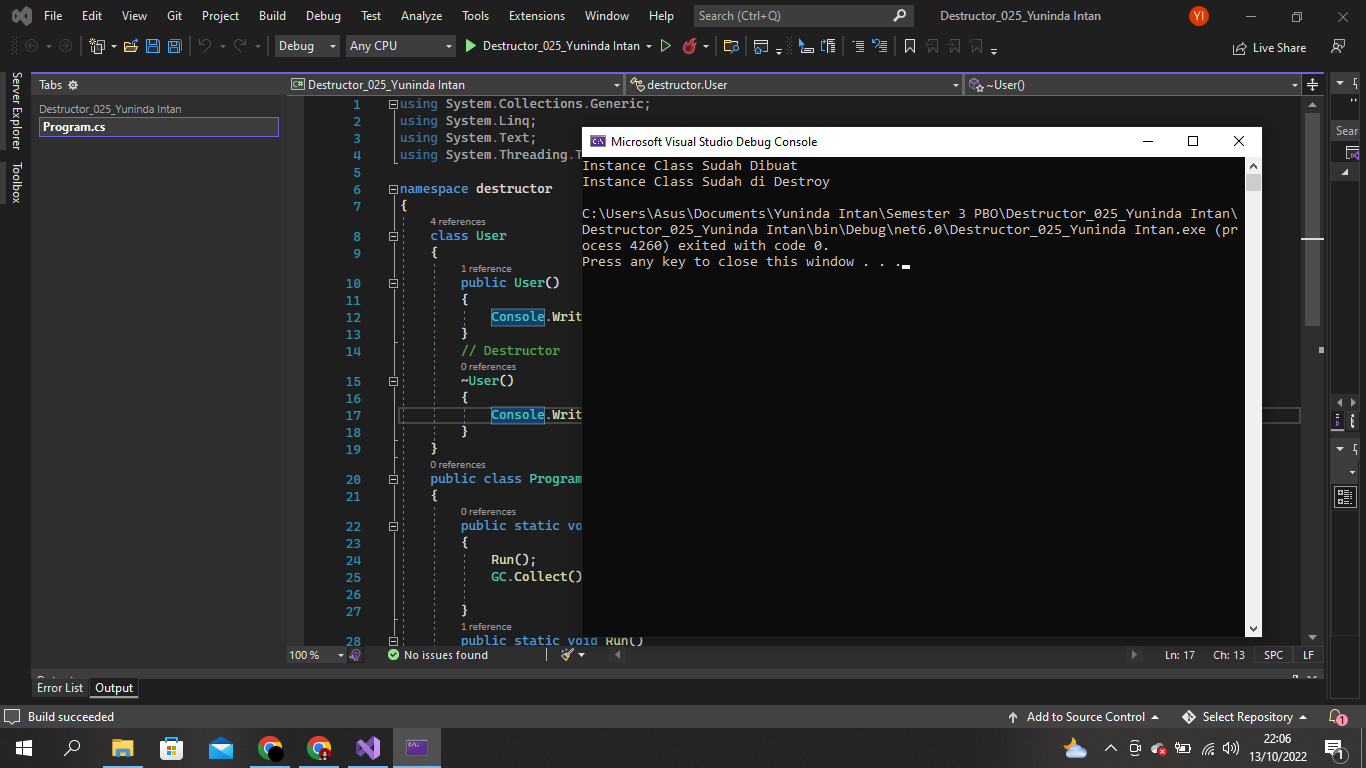 File Edit View Git Project Build Debug Test Analyze Tools Extensions Window Help Search (Ctrl+Q) Destructor_025_Yuninda Intan YI
Debug Any CPU Destructor_025_Yuninda Intan Live Share
Server Explorer
Toolbox
Tabs
Destructor_025_Yuninda Intan
Program.cs
Destructor_025_Yuninda Intan destructor.User ~User()
1 using System.Collections.Generic;
2 using System.Linq;
3 using System.Text;
4 using System.Threading.T
5
6 namespace destructor
7 {
4 references
8 class User
9 {
1 reference
10 public User()
11 {
12 Console.Writ
13 }
14 // Destructor
0 references
15 ~User()
16 {
17 Console.Writ
18 }
19 }
0 references
20 public class Program
21 {
0 references
22 public static vo
23 {
24 Run();
25 GC.Collect()
26
27 }
1 reference
28 public static void Run()
Microsoft Visual Studio Debug Console
Instance Class Sudah Dibuat
Instance Class Sudah di Destroy
C:\Users\Asus\Documents\Yuninda Intan\Semester 3 PBO\Destructor_025_Yuninda Intan\
Destructor_025_Yuninda Intan\bin\Debug\net6.0\Destructor_025_Yuninda Intan.exe (pr
ocess 4260) exited with code 0.
Press any key to close this window . . .
Sear
100 % No issues found Ln: 17 Ch: 13 SPC LF
Error List Output
Build succeeded Add to Source Control Select Repository 1
22:06
13/10/2022
1